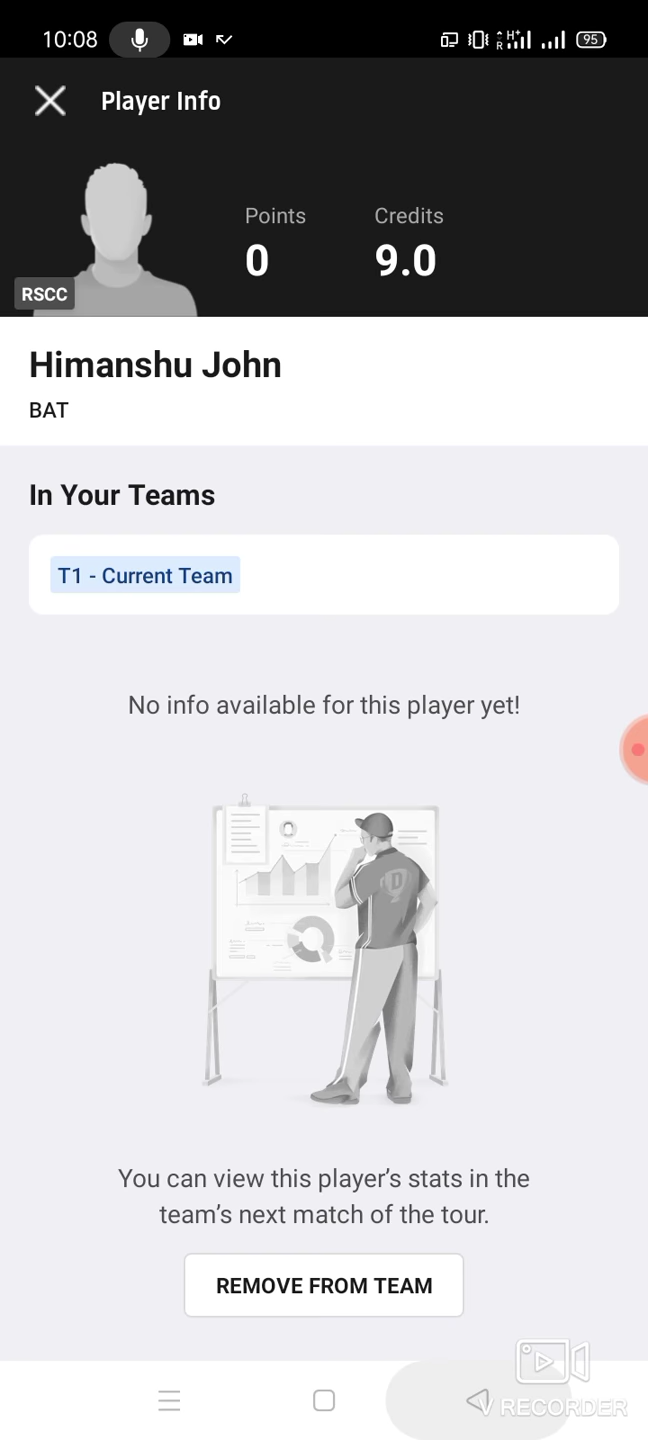 10:08
R H+ 95
Player Info
Points
Credits
0
9.0
RSCC
Himanshu John
BAT
In Your Teams
T1 - Current Team
No info available for this player yet!
D
You can view this player’s stats in the
team’s next match of the tour.
REMOVE FROM TEAM
V RECORDER